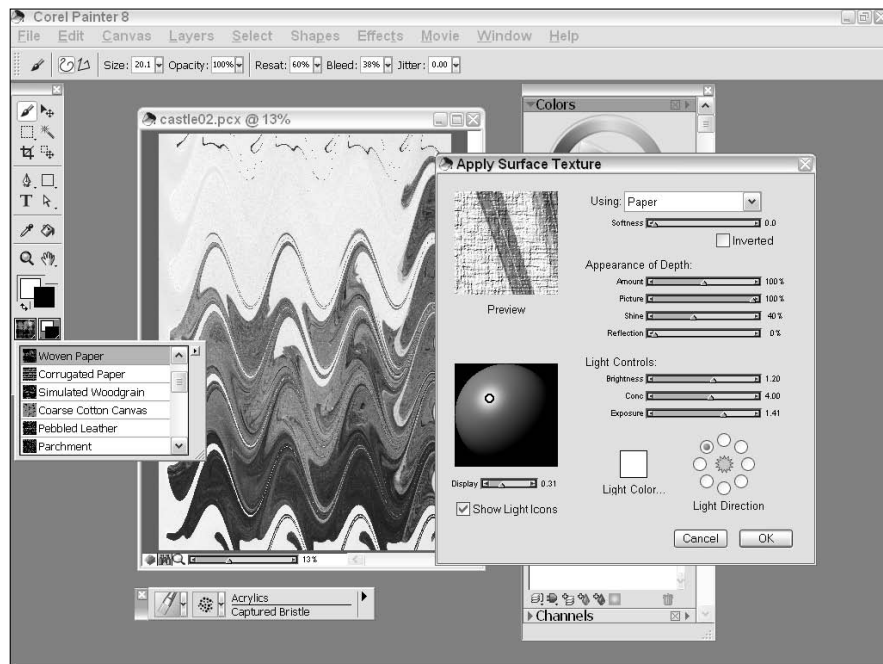 Corel Painter 8
File Edit Canvas Layers Select Shapes Effects Movie Window Help
Size: 20.1 Opacity: 100% Resat: 60% Bleed: 38% Jitter: 0.00
castle02.pcx @ 13%
Colors
Apply Surface Texture
Using: Paper
Softness 0.0
Inverted
Appearance of Depth:
Amount 100%
Picture 100%
Shine 40%
Reflection 0%
Preview
Light Controls:
Brightness 1.20
Conc 4.00
Exposure 1.41
Display 0.31
Show Light Icons
Light Color...
Light Direction
Cancel OK
T
Woven Paper
Corrugated Paper
Simulated Woodgrain
Coarse Cotton Canvas
Pebbled Leather
Parchment
13%
Acrylics
Captured Bristle
Channels